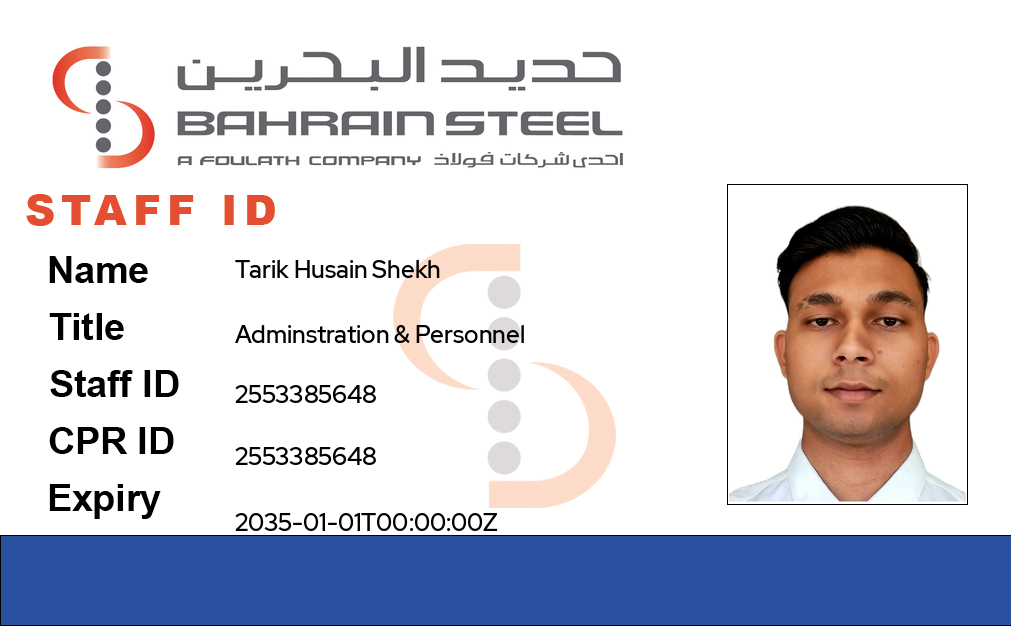 حديد البحرين
BAHRAIN STEEL
A FOULATH COMPANY احدى شركات فولاذ
STAFF ID
Name Tarik Husain Shekh
Title Adminstration & Personnel
Staff ID 2553385648
CPR ID 2553385648
Expiry 2035-01-01T00:00:00Z